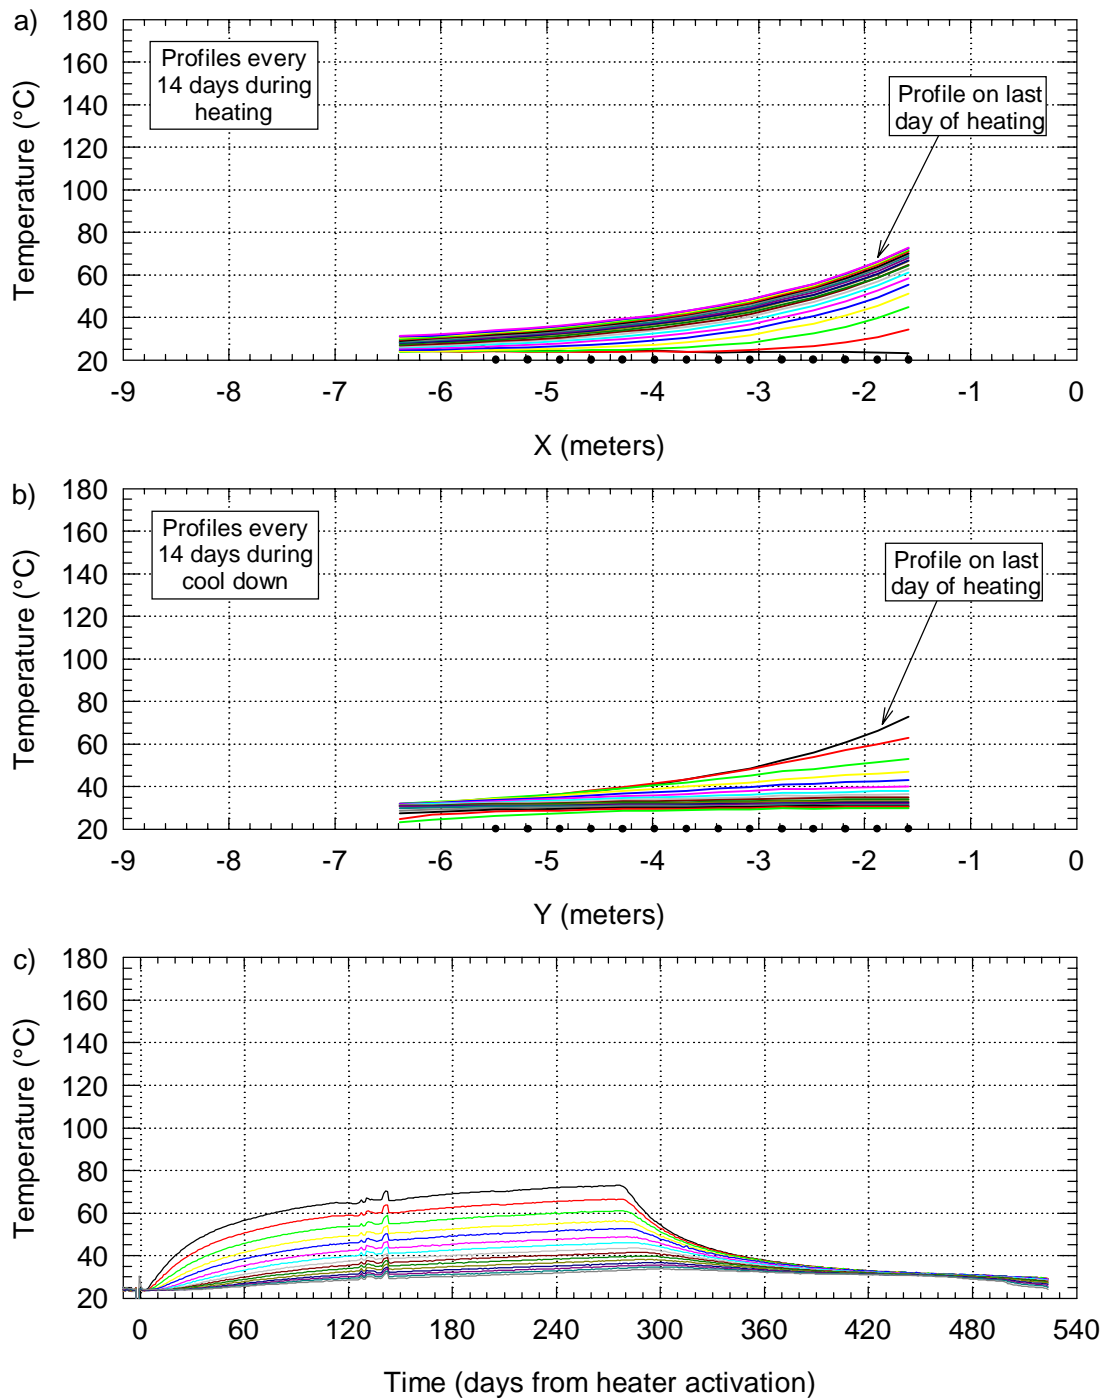 a)
180
160
140
120
100
80
60
40
20
Temperature (°C)
Profiles every
14 days during
heating
Profile on last
day of heating
-9 -8 -7 -6 -5 -4 -3 -2 -1 0
X (meters)
b)
180
160
140
120
100
80
60
40
20
Temperature (°C)
Profiles every
14 days during
cool down
Profile on last
day of heating
-9 -8 -7 -6 -5 -4 -3 -2 -1 0
Y (meters)
c)
180
160
140
120
100
80
60
40
20
Temperature (°C)
0 60 120 180 240 300 360 420 480 540
Time (days from heater activation)